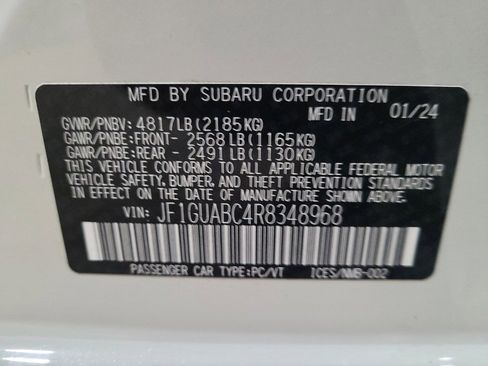 MFD BY SUBARU CORPORATION
MFD IN 01/24
GVWR/PNBV: 4817LB(2185KG)
GAWR/PNBE:FRONT- 2568LB(1165KG)
GAWR/PNBE:REAR - 2491LB(1130KG)
THIS VEHICLE CONFORMS TO ALL APPLICABLE FEDERAL MOTOR
VEHICLE SAFETY, BUMPER, AND THEFT PREVENTION STANDARDS
IN EFFECT ON THE DATE OF MANUFACTURE SHOWN ABOVE.
VIN: JF1GUABC4R8348968
PASSENGER CAR TYPE:PC/VT ICES/NMB-002